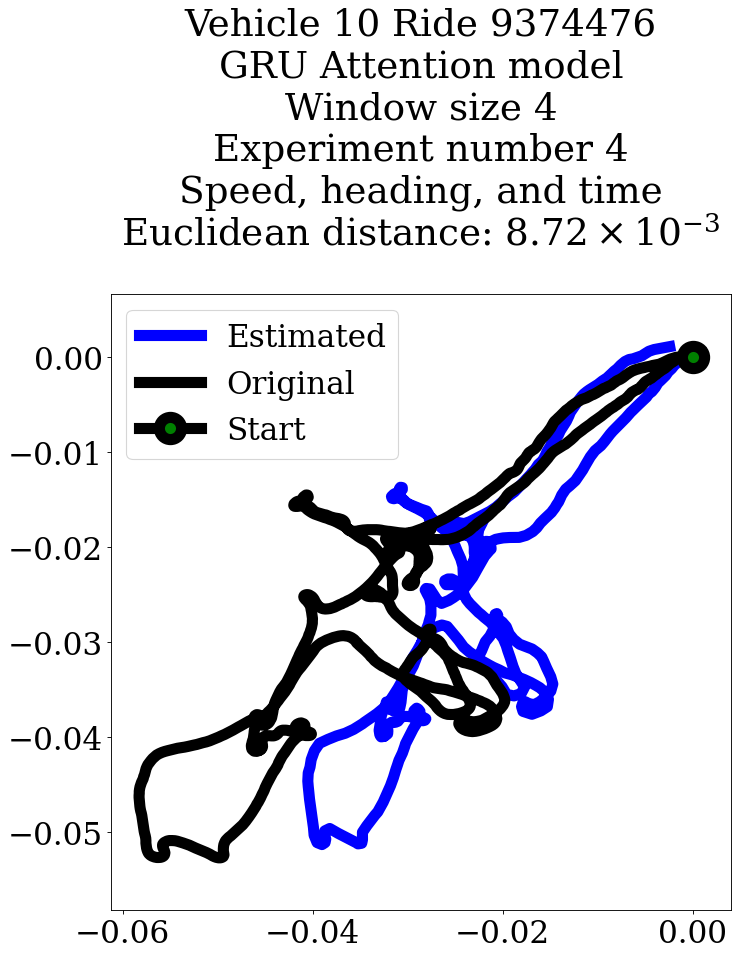 Vehicle 10 Ride 9374476
GRU Attention model
Window size 4
Experiment number 4
Speed, heading, and time
Euclidean distance: 8.72 × 10⁻³
Estimated
Original
Start
0.00
−0.01
−0.02
−0.03
−0.04
−0.05
−0.06 −0.04 −0.02 0.00